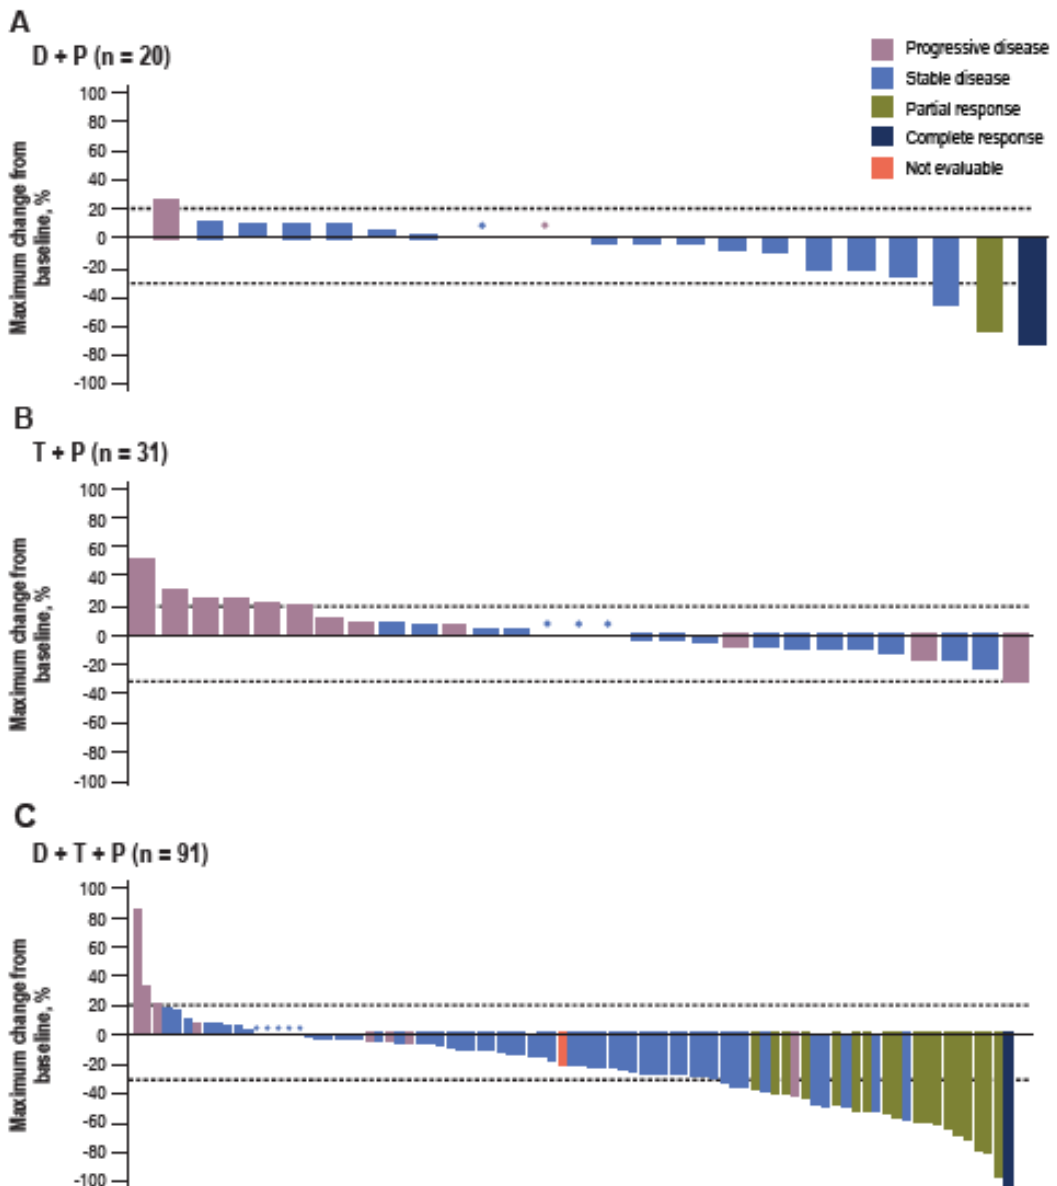 A
D + P (n = 20)
Progressive disease
Stable disease
Partial response
Complete response
Not evaluable
Maximum change from
baseline, %
100
80
60
40
20
0
-20
-40
-60
-80
-100
B
T + P (n = 31)
Maximum change from
baseline, %
100
80
60
40
20
0
-20
-40
-60
-80
-100
C
D + T + P (n = 91)
Maximum change from
baseline, %
100
80
60
40
20
0
-20
-40
-60
-80
-100